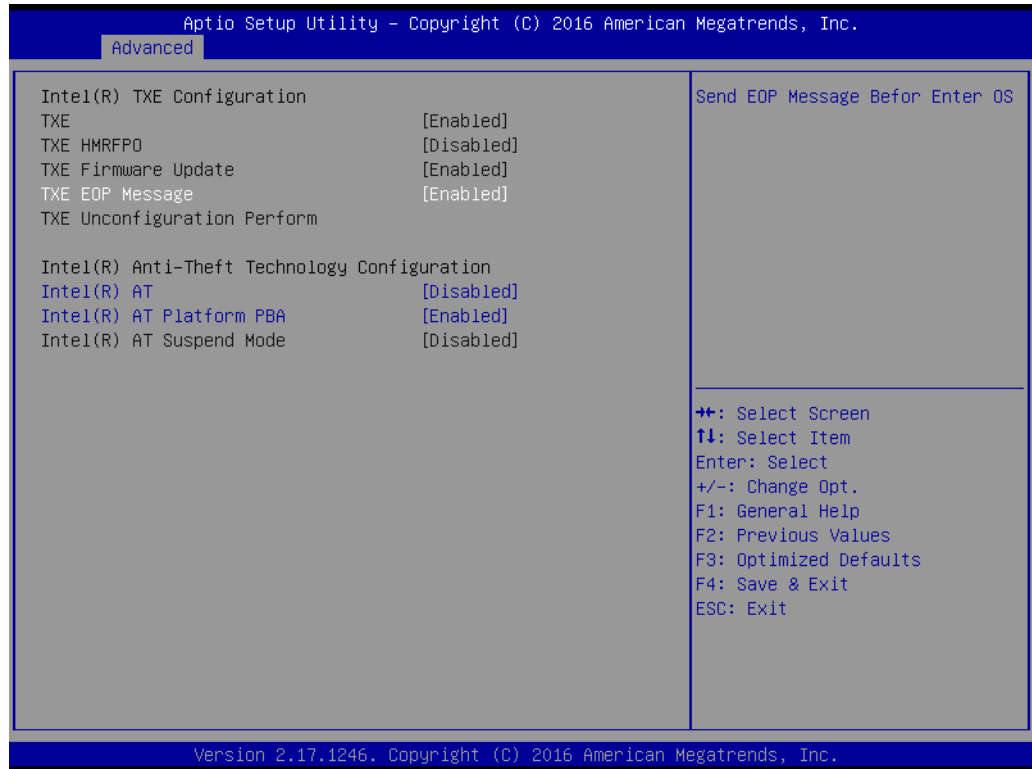 Aptio Setup Utility – Copyright (C) 2016 American Megatrends, Inc.
Advanced
Intel(R) TXE Configuration
TXE [Enabled]
TXE HMRFPO [Disabled]
TXE Firmware Update [Enabled]
TXE EOP Message [Enabled]
TXE Unconfiguration Perform
Intel(R) Anti-Theft Technology Configuration
Intel(R) AT [Disabled]
Intel(R) AT Platform PBA [Enabled]
Intel(R) AT Suspend Mode [Disabled]
Send EOP Message Befor Enter OS
→←: Select Screen
↑↓: Select Item
Enter: Select
+/-: Change Opt.
F1: General Help
F2: Previous Values
F3: Optimized Defaults
F4: Save & Exit
ESC: Exit
Version 2.17.1246. Copyright (C) 2016 American Megatrends, Inc.